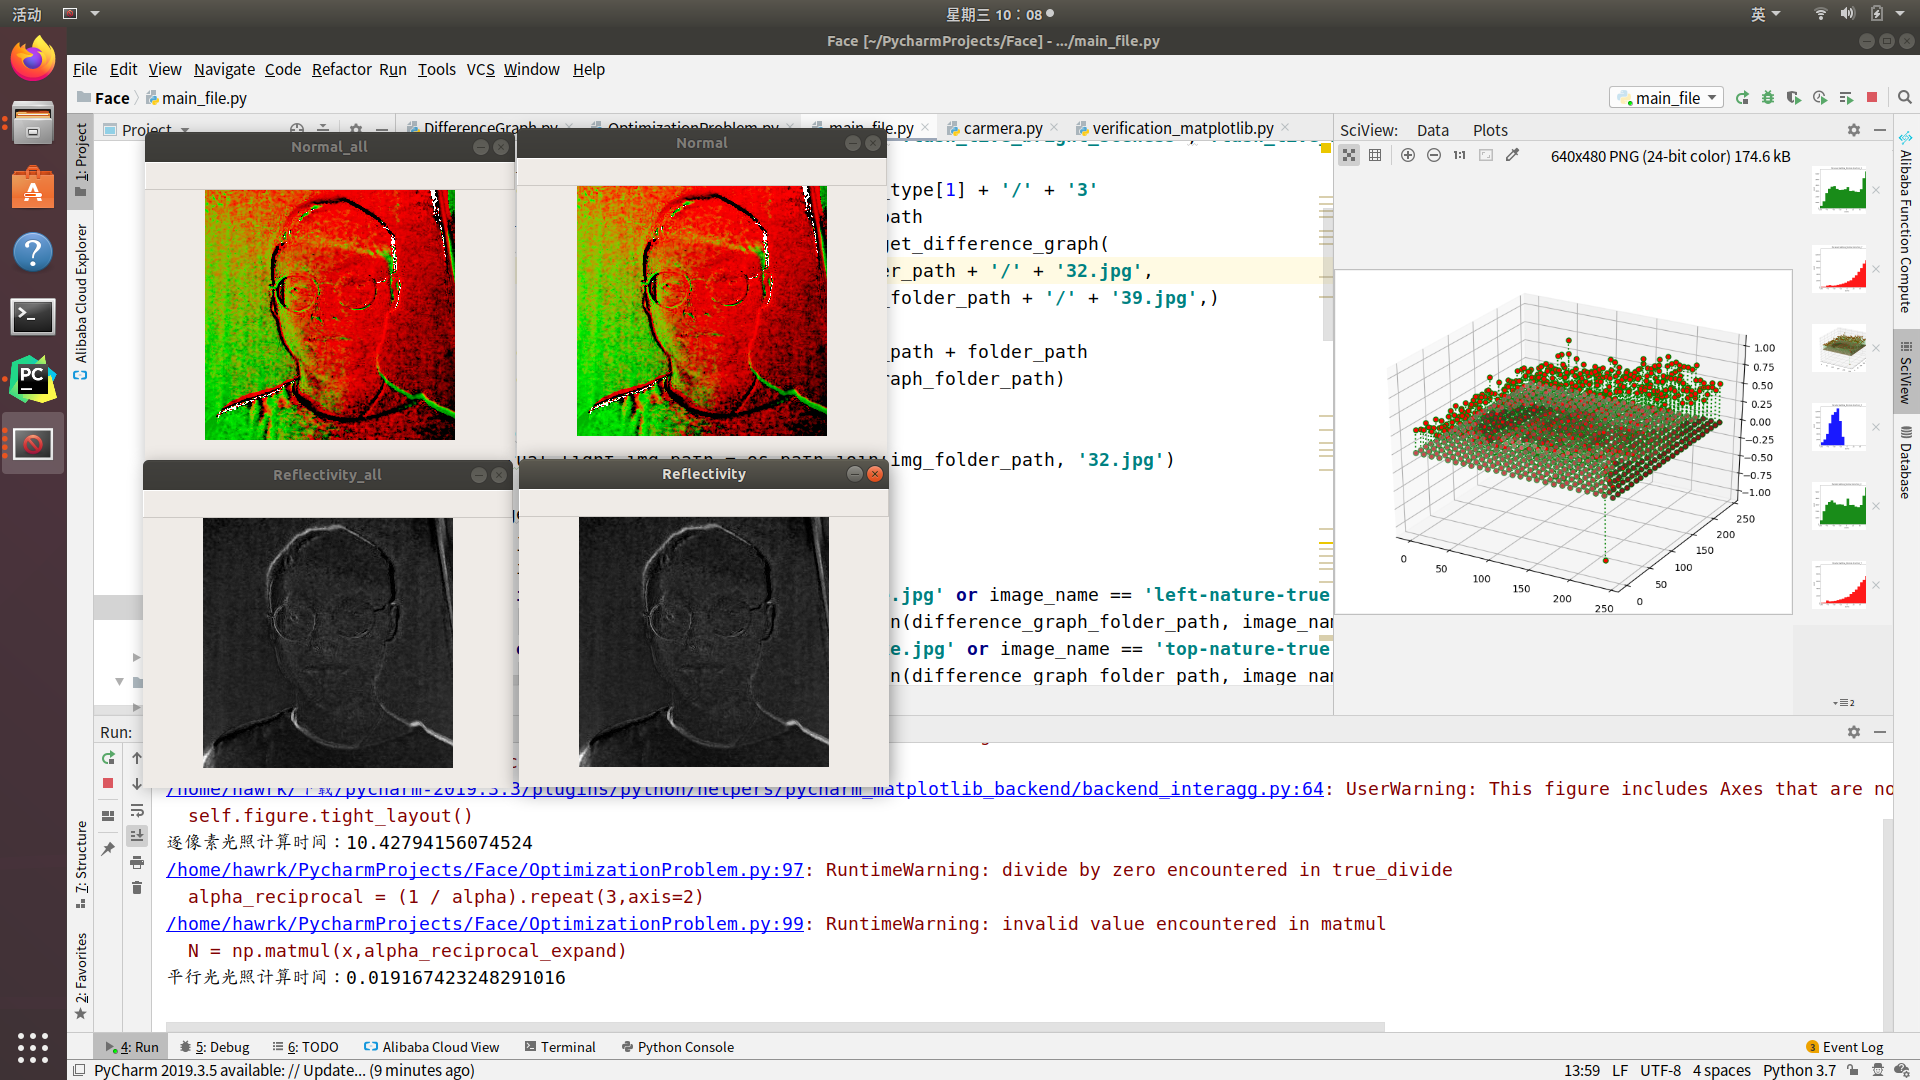 活动
星期三 10：08
英
Face [~/PycharmProjects/Face] - .../main_file.py
File Edit View Navigate Code Refactor Run Tools VCS Window Help
Face main_file.py
main_file
Project
DifferenceGraph.py OptimizationProblem.py main_file.py carmera.py verification_matplotlib.py
SciView: Data Plots
1: Project
Alibaba Cloud Explorer
7: Structure
2: Favorites
Normal_all
Normal
Reflectivity_all
Reflectivity
_type[1] + '/' + '3'
path
get_difference_graph(
er_path + '/' + '32.jpg',
_folder_path + '/' + '39.jpg',)
_path + folder_path
raph_folder_path)
img_folder_path, '32.jpg')
.jpg' or image_name == 'left-nature-true
n(difference_graph_folder_path, image_nam
e.jpg' or image_name == 'top-nature-true
n(difference_graph_folder_path, image_nam
1:1
640x480 PNG (24-bit color) 174.6 kB
1.00
0.75
0.50
0.25
0.00
−0.25
−0.50
−0.75
−1.00
0 50 100 150 200 250
0 50 100 150 200 250
2
Alibaba Function Compute
SciView
Database
Run:
/home/hawrk/下载/pycharm-2019.3.3/plugins/python/helpers/pycharm_matplotlib_backend/backend_interagg.py:64: UserWarning: This figure includes Axes that are no
self.figure.tight_layout()
逐像素光照计算时间：10.42794156074524
/home/hawrk/PycharmProjects/Face/OptimizationProblem.py:97: RuntimeWarning: divide by zero encountered in true_divide
alpha_reciprocal = (1 / alpha).repeat(3,axis=2)
/home/hawrk/PycharmProjects/Face/OptimizationProblem.py:99: RuntimeWarning: invalid value encountered in matmul
N = np.matmul(x,alpha_reciprocal_expand)
平行光光照计算时间：0.019167423248291016
4: Run 5: Debug 6: TODO Alibaba Cloud View Terminal Python Console
3 Event Log
PyCharm 2019.3.5 available: // Update... (9 minutes ago)
13:59 LF UTF-8 4 spaces Python 3.7